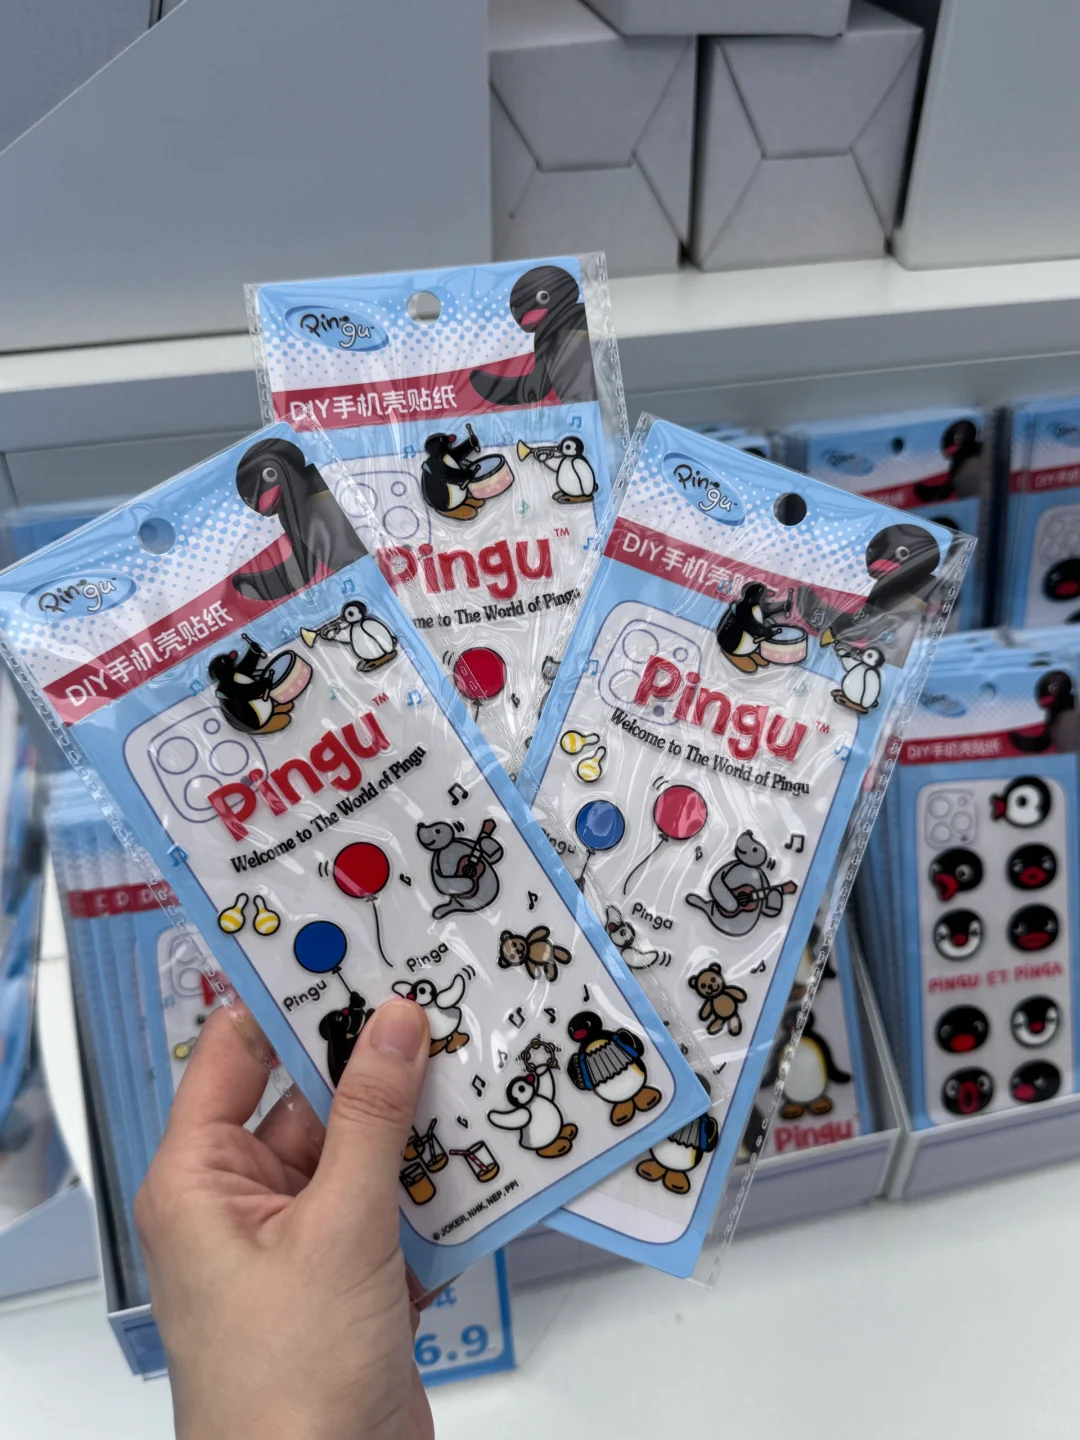 Pingu
DIY手机壳贴纸
Pingu™
me to The World of Pingu
Pingu
DIY手机壳贴纸
Pingu™
Welcome to The World of Pingu
Pinga
Pingu
© JOKER, NHK, NEP, PPI
Pingu
DIY手机壳
Pingu™
Welcome to The World of Pingu
ngu
Pinga
DIY手机壳贴纸
PINGU ET PINGA
Pingu
6.9